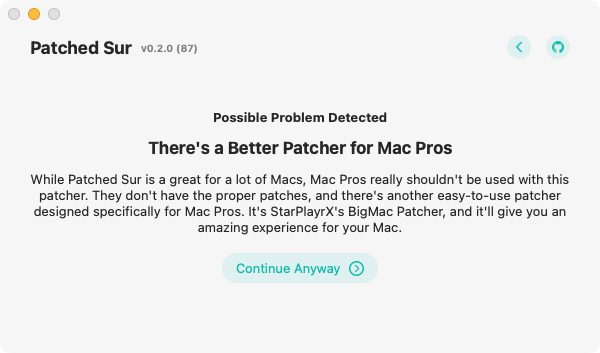 Patched Sur v0.2.0 (87)
Possible Problem Detected
There's a Better Patcher for Mac Pros
While Patched Sur is a great for a lot of Macs, Mac Pros really shouldn't be used with this
patcher. They don't have the proper patches, and there's another easy-to-use patcher
designed specifically for Mac Pros. It's StarPlayrX's BigMac Patcher, and it'll give you an
amazing experience for your Mac.
Continue Anyway